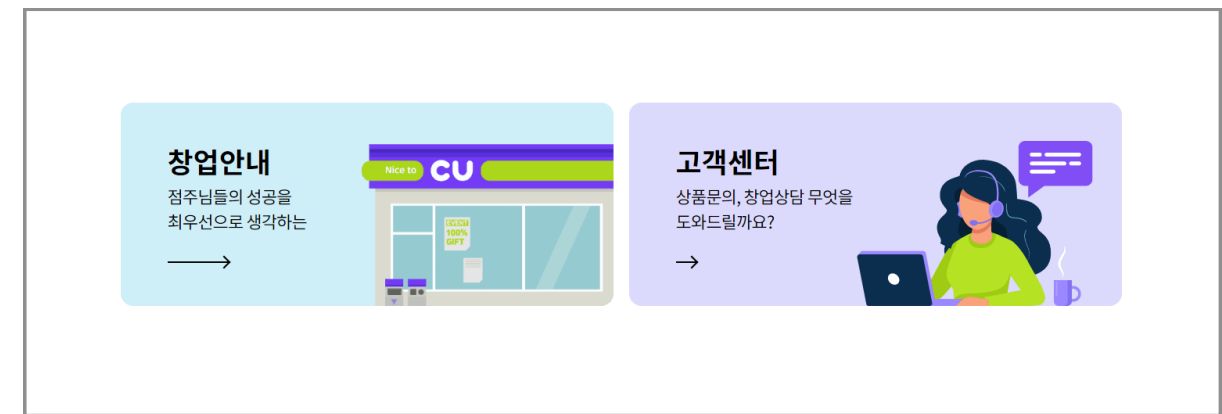 창업안내
점주님들의 성공을
최우선으로 생각하는
Nice to CU
EVENT
100%
GIFT
고객센터
상품문의, 창업상담 무엇을
도와드릴까요?